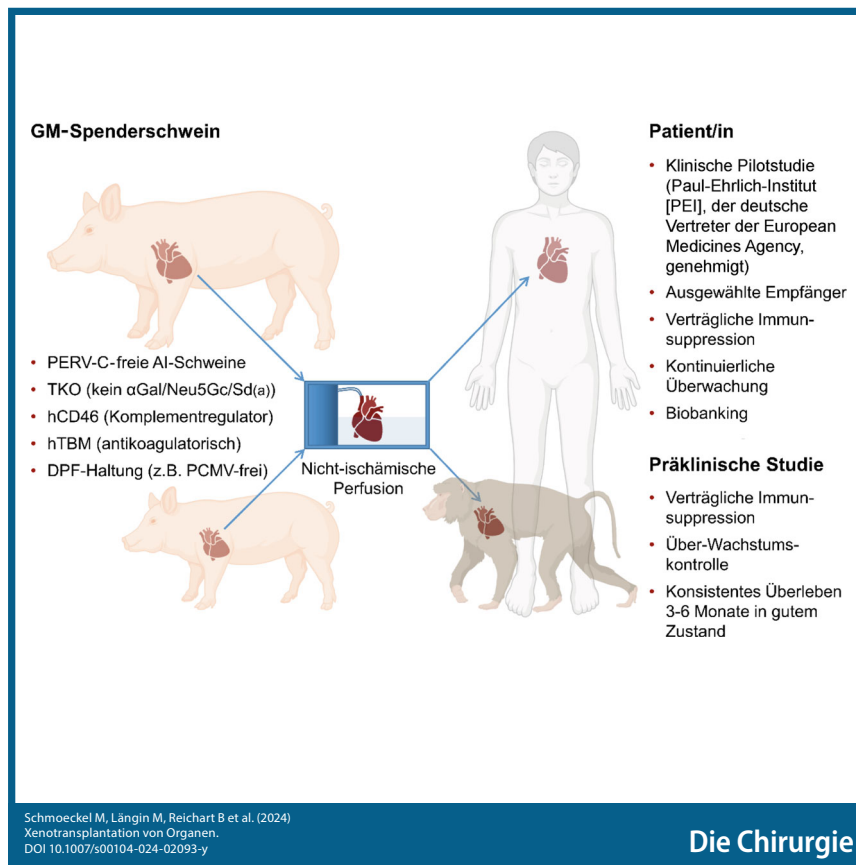 GM-Spenderschwein
• PERV-C-freie AI-Schweine
• TKO (kein αGal/Neu5Gc/Sd(a))
• hCD46 (Komplementregulator)
• hTBM (antikoagulatorisch)
• DPF-Haltung (z.B. PCMV-frei)
Nicht-ischämische
Perfusion
Patient/in
• Klinische Pilotstudie
(Paul-Ehrlich-Institut
[PEI], der deutsche
Vertreter der European
Medicines Agency,
genehmigt)
• Ausgewählte Empfänger
• Verträgliche Immun-
suppression
• Kontinuierliche
Überwachung
• Biobanking
Präklinische Studie
• Verträgliche Immun-
suppression
• Über-Wachstums-
kontrolle
• Konsistentes Überleben
3-6 Monate in gutem
Zustand
Schmoeckel M, Längin M, Reichart B et al. (2024)
Xenotransplantation von Organen.
DOI 10.1007/s00104-024-02093-y
Die Chirurgie